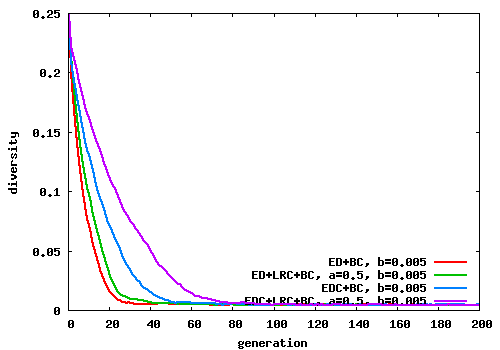 0.25
0.2
0.15
0.1
0.05
0
diversity
ED+BC, b=0.005
ED+LRC+BC, a=0.5, b=0.005
EDC+BC, b=0.005
EDC+LRC+BC, a=0.5, b=0.005
0 20 40 60 80 100 120 140 160 180 200
generation